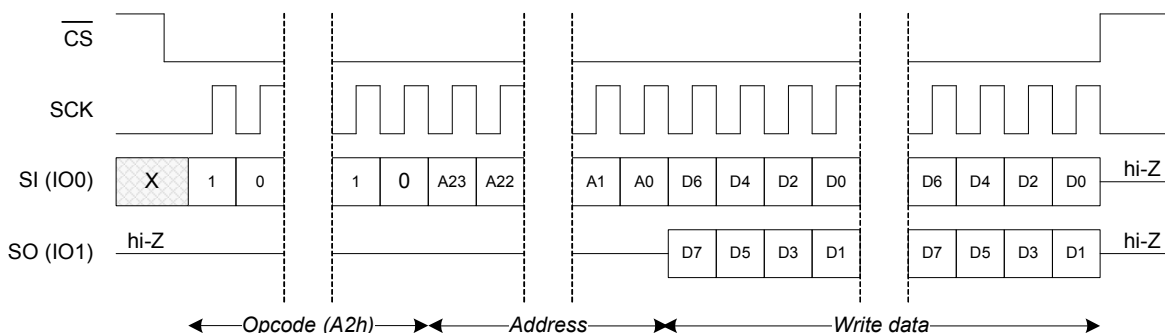 CS
SCK
SI (IO0) X 1 0 1 0 A23 A22 A1 A0 D6 D4 D2 D0 D6 D4 D2 D0 hi-Z
SO (IO1) hi-Z D7 D5 D3 D1 D7 D5 D3 D1 hi-Z
Opcode (A2h) Address Write data